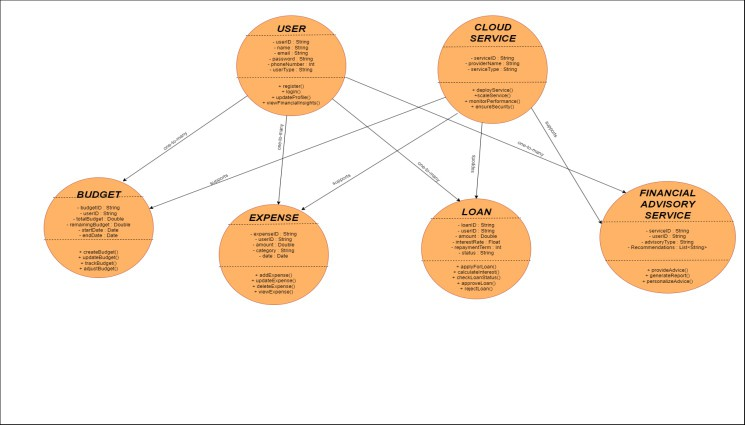 USER
- userID : String
- name : String
- email : String
- password : String
- phoneNumber : Int
- userType : String
+ register()
+ login()
+ updateProfile()
+ viewFinancialInsights()
CLOUD
SERVICE
- serviceID : String
- providerName : String
- serviceType : String
+ deployService()
+scaleService()
+ monitorPerformance()
+ ensureSecurity()
one-to-many
supports
supports
one-to-many
supports
one-to-many
BUDGET
- budgetID : String
- userID : String
- totalBudget : Double
- remainingBudget : Double
- startDate : Date
- endDate : Date
+ createBudget()
+ updateBudget()
+ trackBudget()
+ adjustBudget()
EXPENSE
- expenseID : String
- userID : String
- amount : Double
- category : String
- date : Date
+ addExpense()
+ updateExpense()
+ deleteExpense()
+ viewExpense()
LOAN
- loanID : String
- userID : String
- amount : Double
- interestRate : Float
- repaymentTerm : Int
- status : String
+ applyForLoan()
+ calculateInterest()
+ checkLoanStatus()
+ approveLoan()
+ rejectLoan()
FINANCIAL
ADVISORY
SERVICE
- serviceID : String
- userID : String
- advisoryType : String
- Recommendations : List<String>
+ provideAdvice()
+ generateReport()
+ personalizeAdvice()